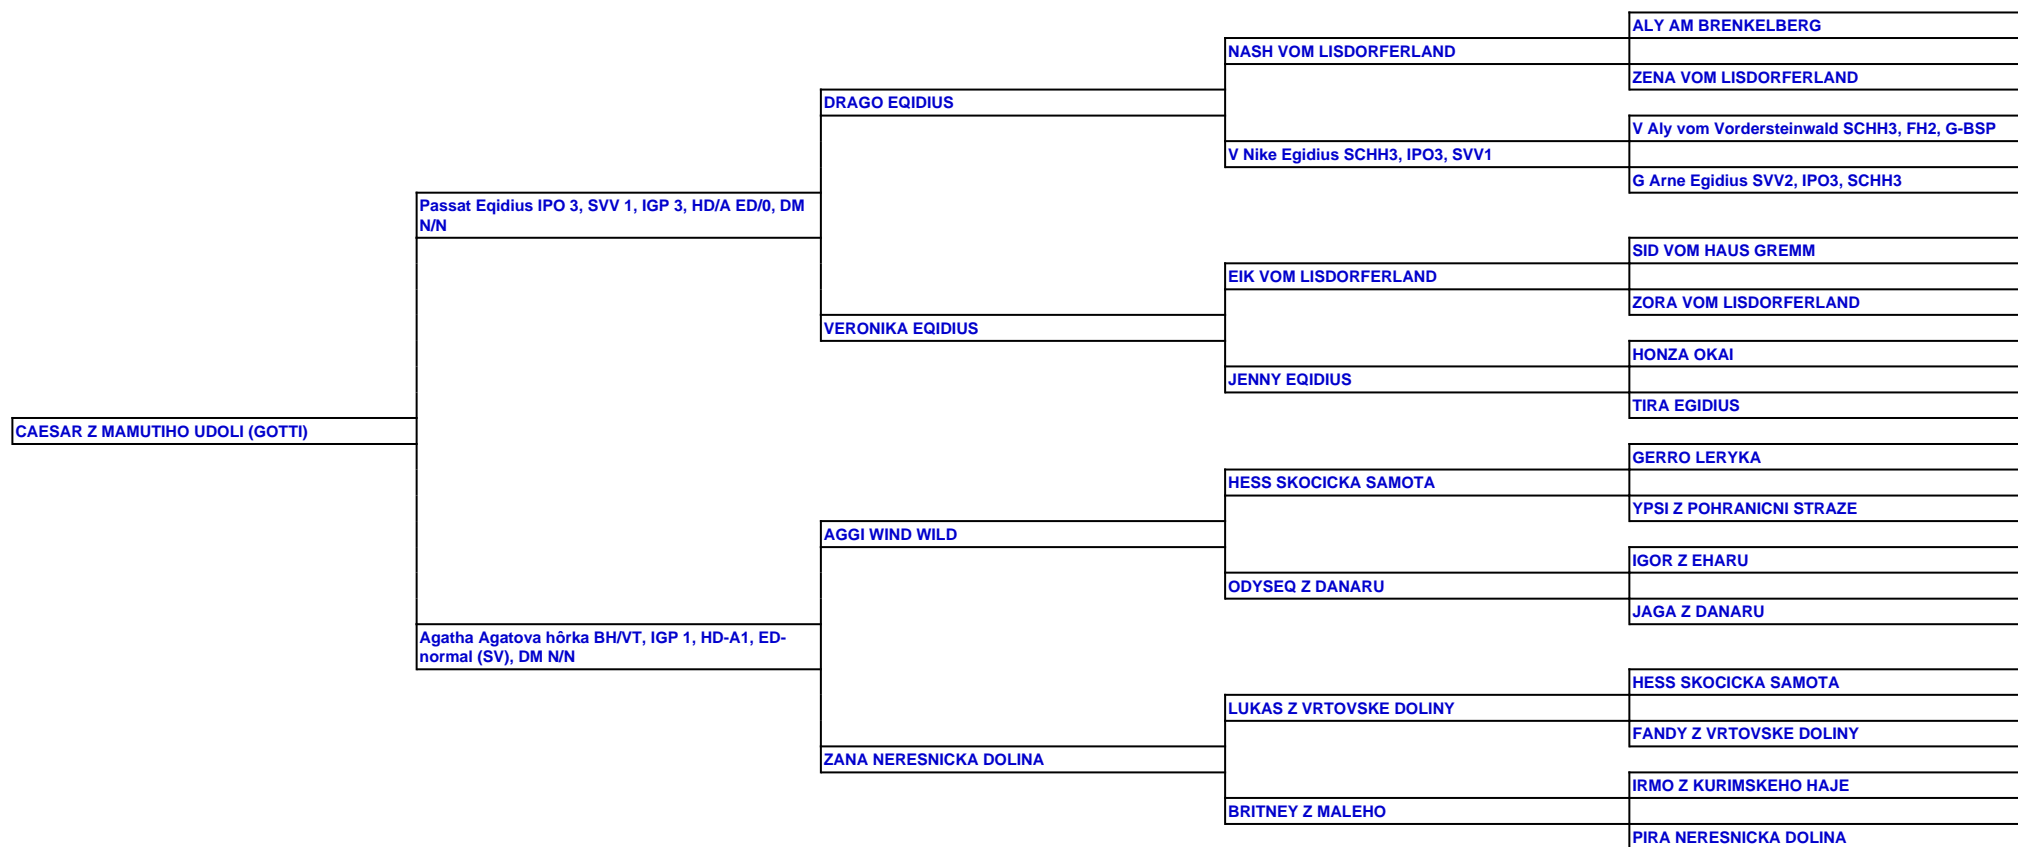 ALY AM BRENKELBERG
NASH VOM LISDORFERLAND
ZENA VOM LISDORFERLAND
DRAGO EQIDIUS
V Aly vom Vordersteinwald SCHH3, FH2, G-BSP
V Nike Egidius SCHH3, IPO3, SVV1
G Arne Egidius SVV2, IPO3, SCHH3
Passat Eqidius IPO 3, SVV 1, IGP 3, HD/A ED/0, DM
N/N
SID VOM HAUS GREMM
EIK VOM LISDORFERLAND
ZORA VOM LISDORFERLAND
VERONIKA EQIDIUS
HONZA OKAI
JENNY EQIDIUS
TIRA EGIDIUS
CAESAR Z MAMUTIHO UDOLI (GOTTI)
GERRO LERYKA
HESS SKOCICKA SAMOTA
YPSI Z POHRANICNI STRAZE
AGGI WIND WILD
IGOR Z EHARU
ODYSEQ Z DANARU
JAGA Z DANARU
Agatha Agatova hôrka BH/VT, IGP 1, HD-A1, ED-
normal (SV), DM N/N
HESS SKOCICKA SAMOTA
LUKAS Z VRTOVSKE DOLINY
FANDY Z VRTOVSKE DOLINY
ZANA NERESNICKA DOLINA
IRMO Z KURIMSKEHO HAJE
BRITNEY Z MALEHO
PIRA NERESNICKA DOLINA